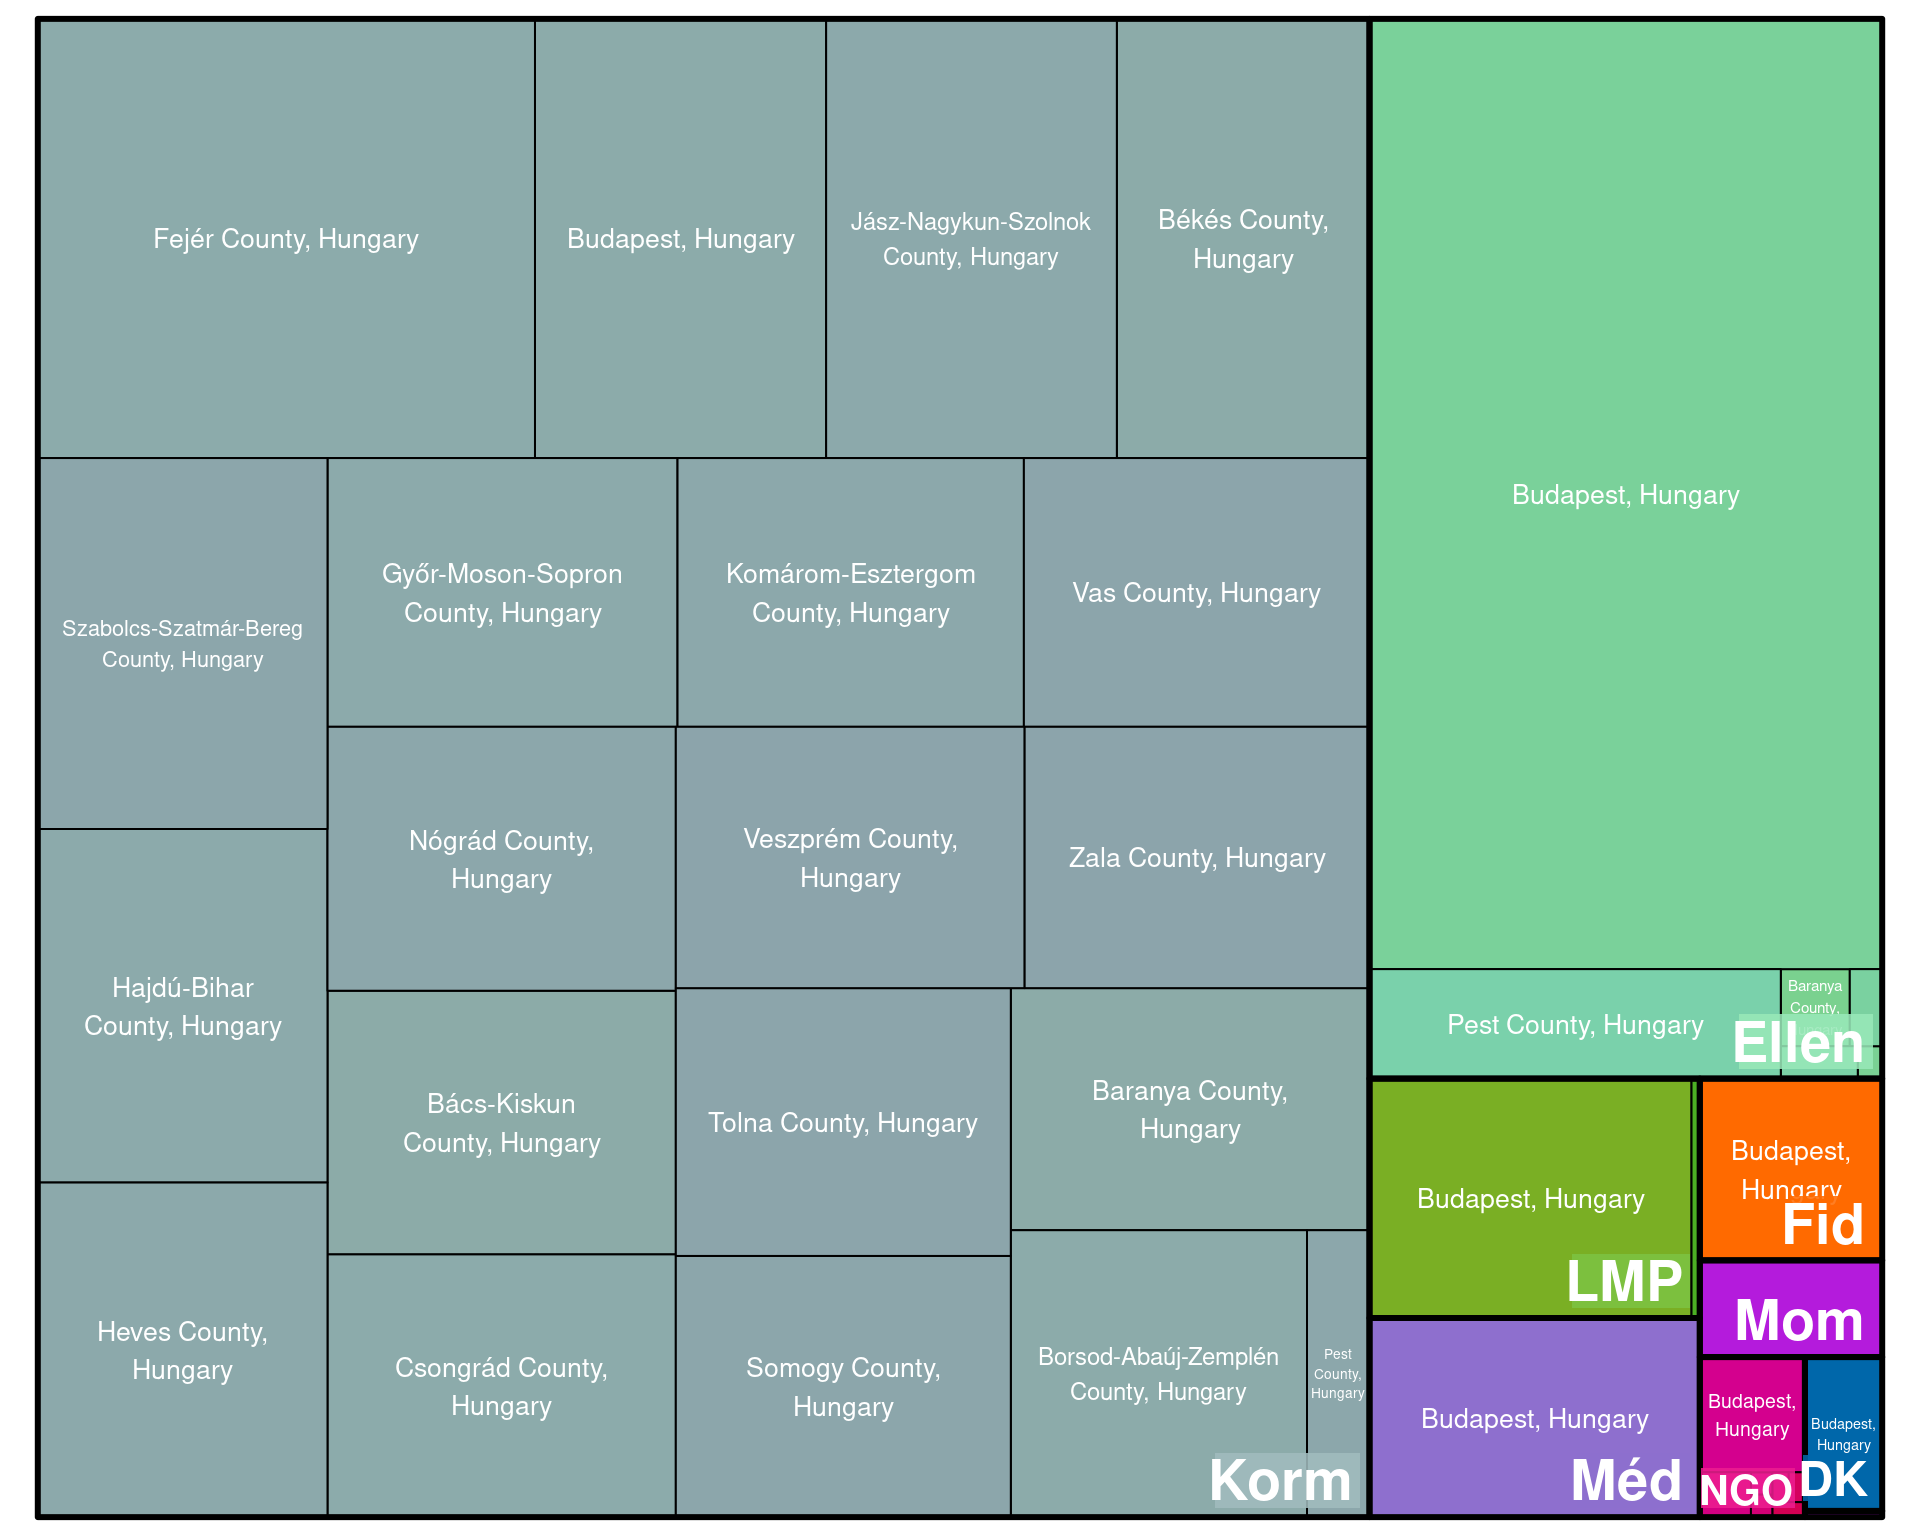 Fejér County, Hungary
Budapest, Hungary
Jász-Nagykun-Szolnok
County, Hungary
Békés County,
Hungary
Szabolcs-Szatmár-Bereg
County, Hungary
Győr-Moson-Sopron
County, Hungary
Komárom-Esztergom
County, Hungary
Vas County, Hungary
Nógrád County,
Hungary
Veszprém County,
Hungary
Zala County, Hungary
Hajdú-Bihar
County, Hungary
Bács-Kiskun
County, Hungary
Tolna County, Hungary
Baranya County,
Hungary
Heves County,
Hungary
Csongrád County,
Hungary
Somogy County,
Hungary
Borsod-Abaúj-Zemplén
County, Hungary
Pest
County,
Hungary
Korm
Budapest, Hungary
Pest County, Hungary
Baranya
County,
Ellen
Budapest, Hungary
LMP
Budapest,
Hungary
Fid
Mom
Budapest, Hungary
Méd
Budapest,
Hungary
NGO
Budapest,
Hungary
DK